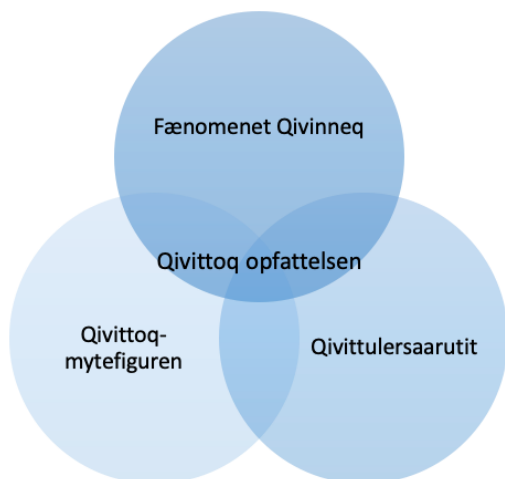 Fænomenet Qivinneq
Qivittoq opfattelsen
Qivittoq-
mytefiguren
Qivittulersaarutit